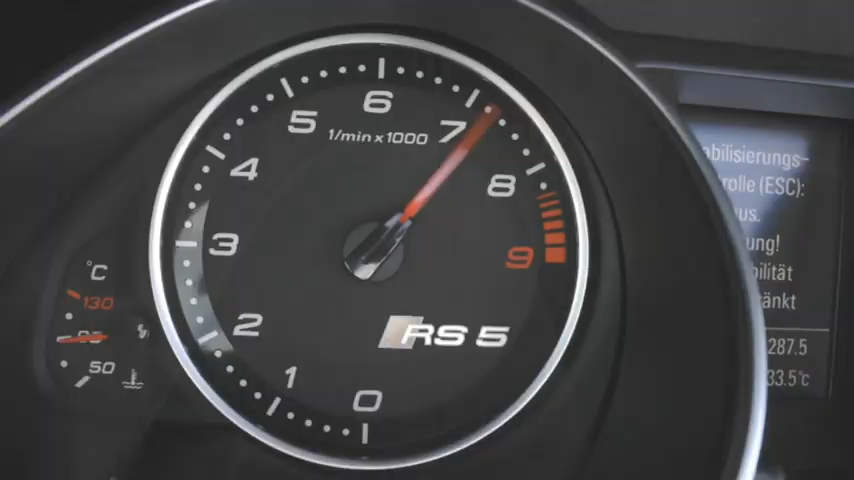 6
5
7
1/min x 1000
4
8
3
9
2
RS 5
1
0
°C
130
50
abilisierungs-
rolle (ESC):
us.
ung!
bilität
änkt
287.5
33.5°c